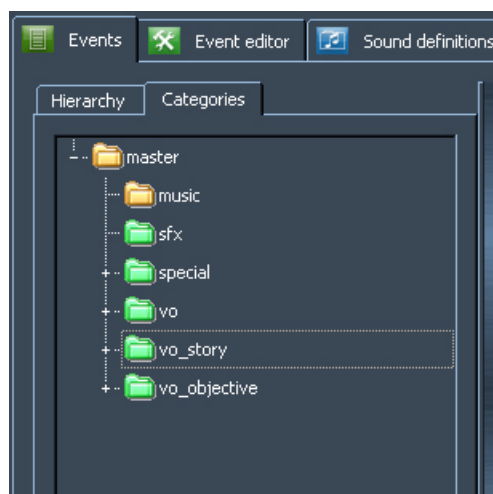 Events Event editor Sound definitions
Hierarchy Categories
master
music
sfx
special
vo
vo_story
vo_objective